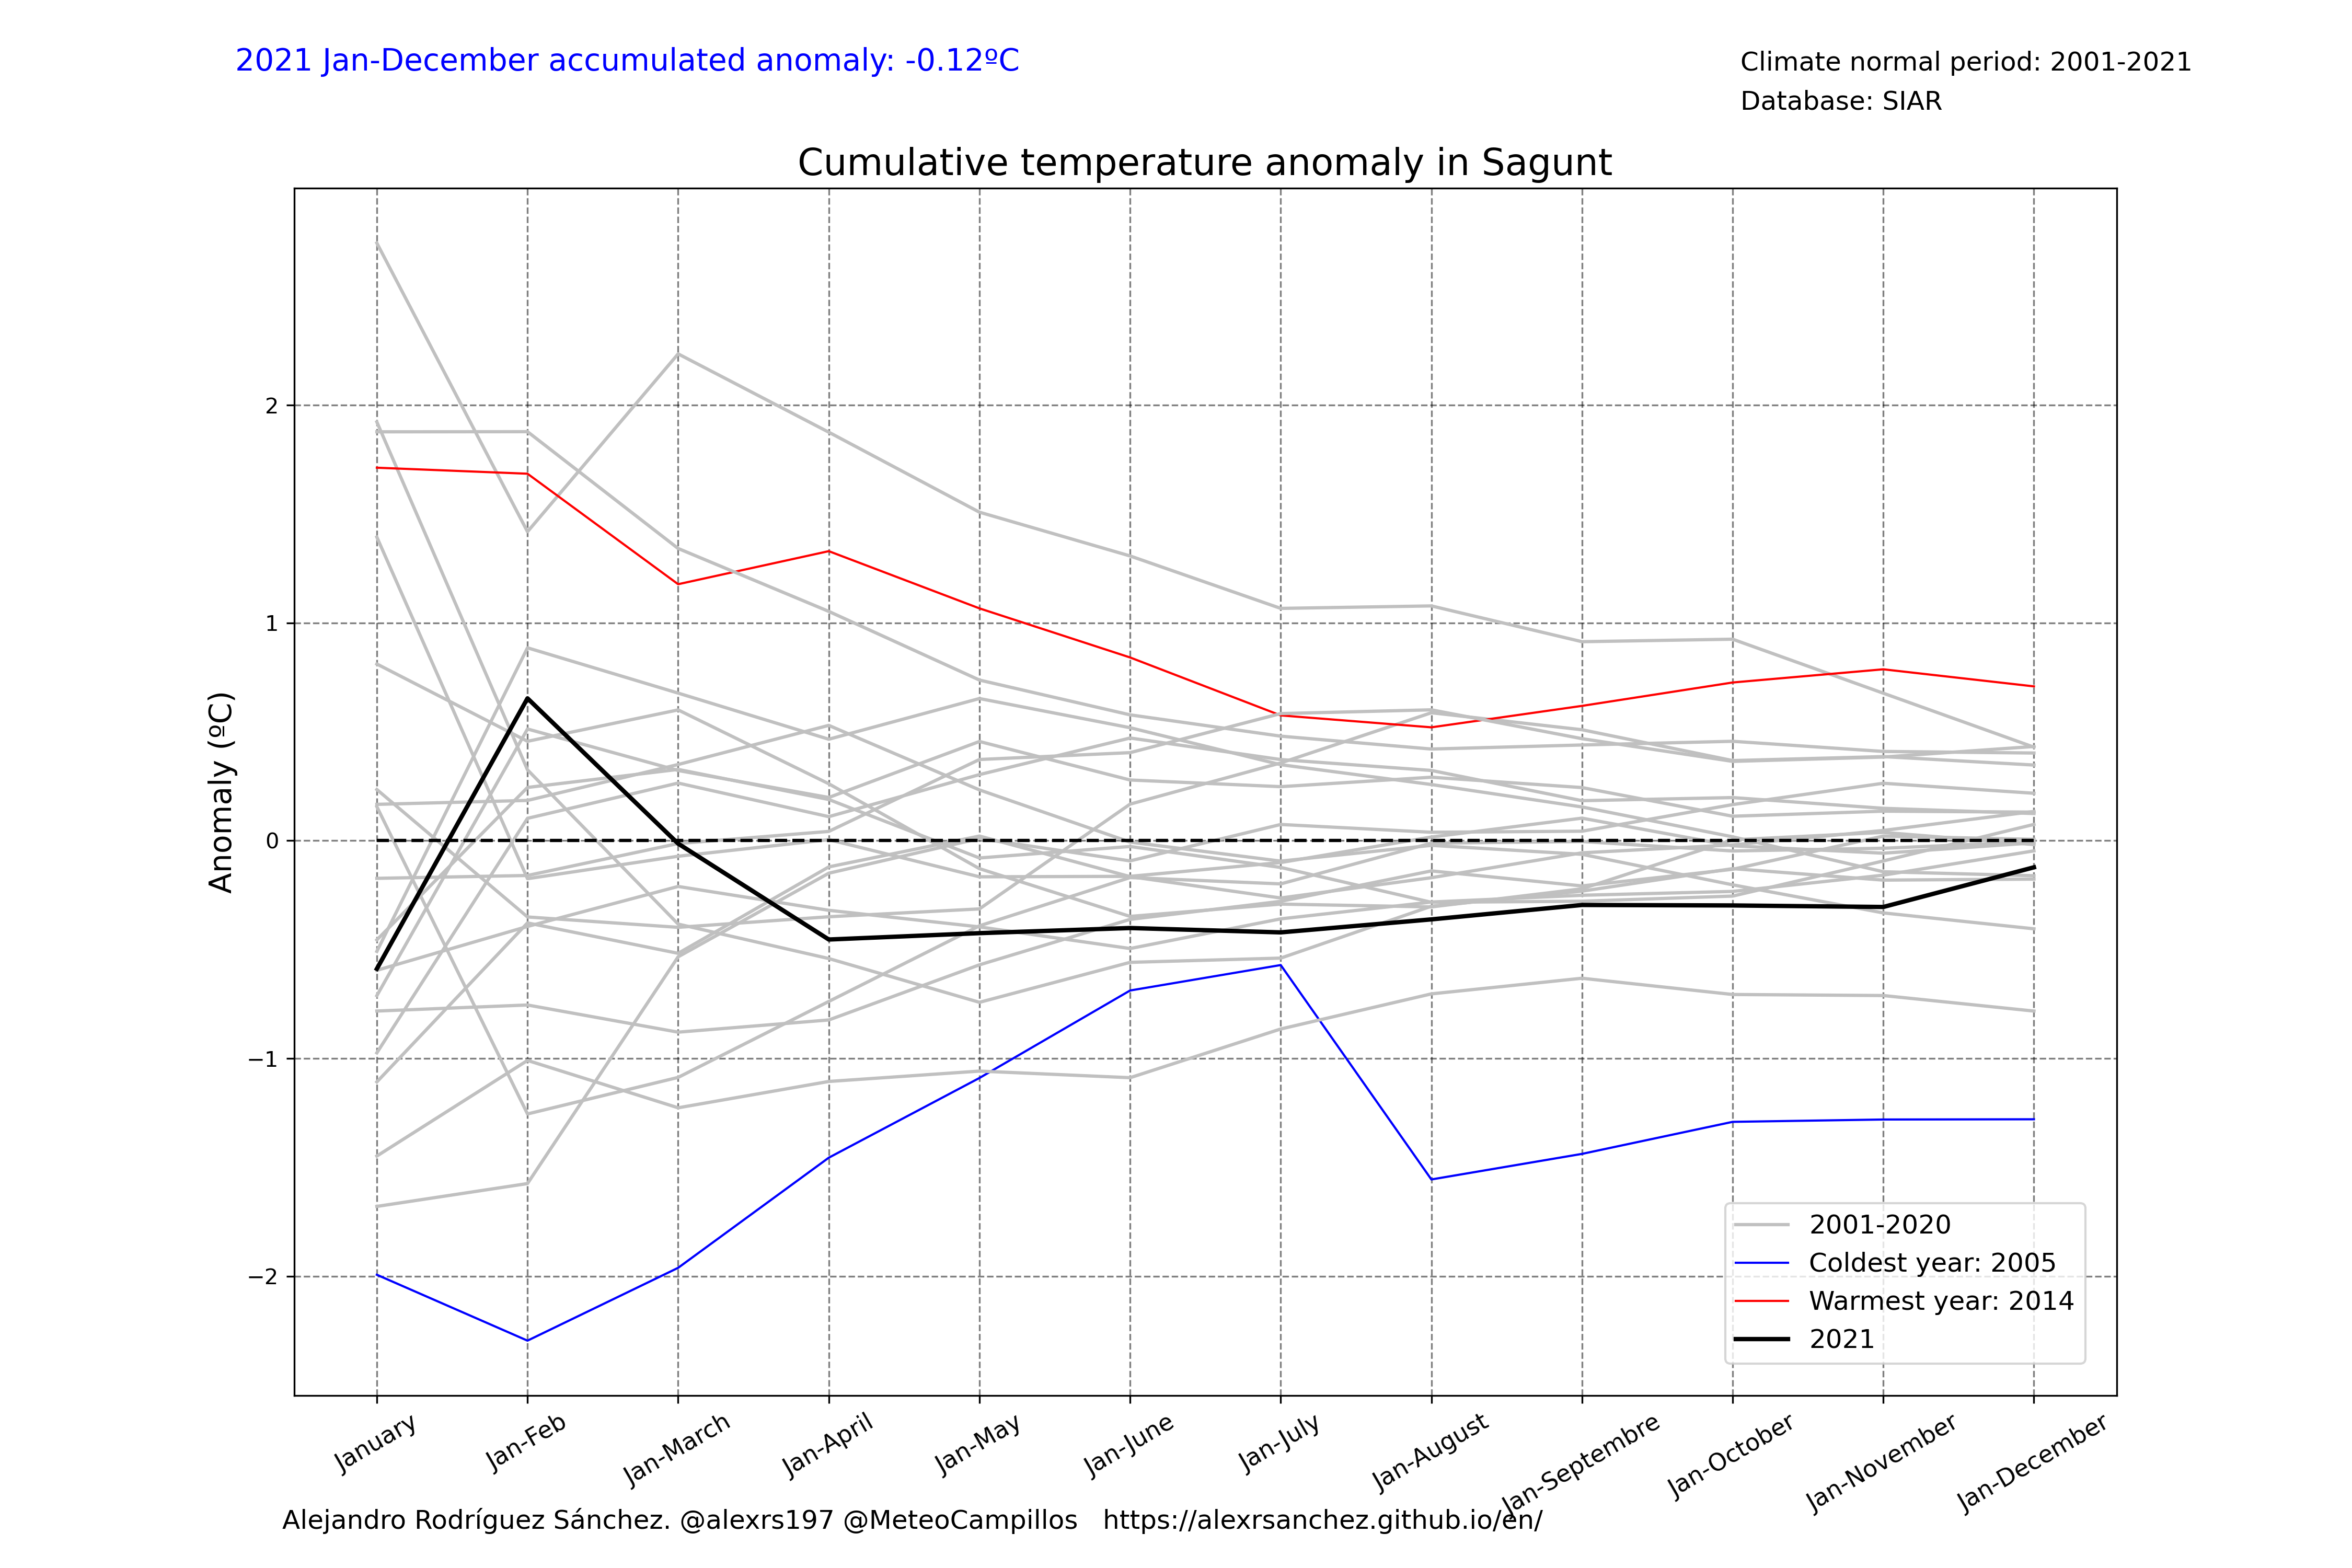 2021 Jan-December accumulated anomaly: -0.12ºC
Climate normal period: 2001-2021
Database: SIAR
Cumulative temperature anomaly in Sagunt
Anomaly (ºC)
2
1
0
−1
−2
2001-2020
Coldest year: 2005
Warmest year: 2014
2021
January
Jan-Feb
Jan-March
Jan-April
Jan-May
Jan-June
Jan-July
Jan-August
Jan-Septembre
Jan-October
Jan-November
Jan-December
Alejandro Rodríguez Sánchez. @alexrs197 @MeteoCampillos https://alexrsanchez.github.io/en/